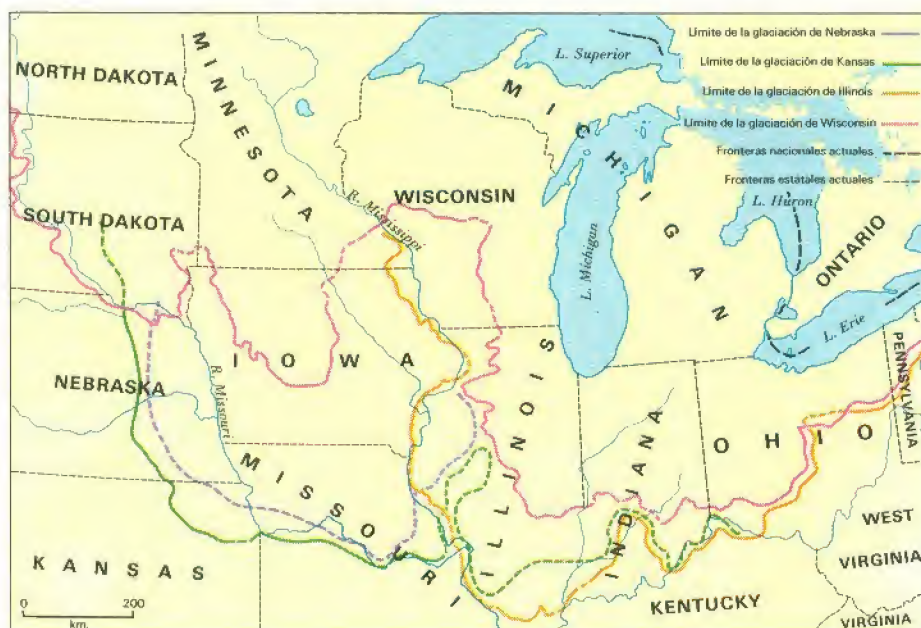 NORTH DAKOTA
MINNESOTA
L. Superior
MICHIGAN
Límite de la glaciación de Nebraska
Límite de la glaciación de Kansas
Límite de la glaciación de Illinois
Límite de la glaciación de Wisconsin
Fronteras nacionales actuales
Fronteras estatales actuales
SOUTH DAKOTA
WISCONSIN
R. Mississippi
L. Huron
ONTARIO
L. Michigan
L. Erie
NEBRASKA
IOWA
R. Missouri
ILLINOIS
INDIANA
OHIO
PENNSYLVANIA
MISSOURI
KANSAS
WEST
VIRGINIA
KENTUCKY
VIRGINIA
0 200
km.